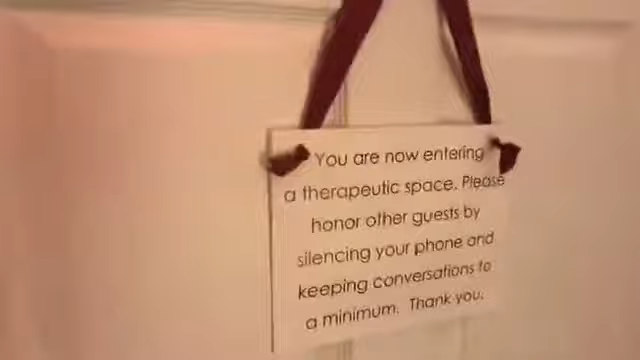 You are now entering
a therapeutic space. Please
honor other guests by
silencing your phone and
keeping conversations to
a minimum. Thank you.